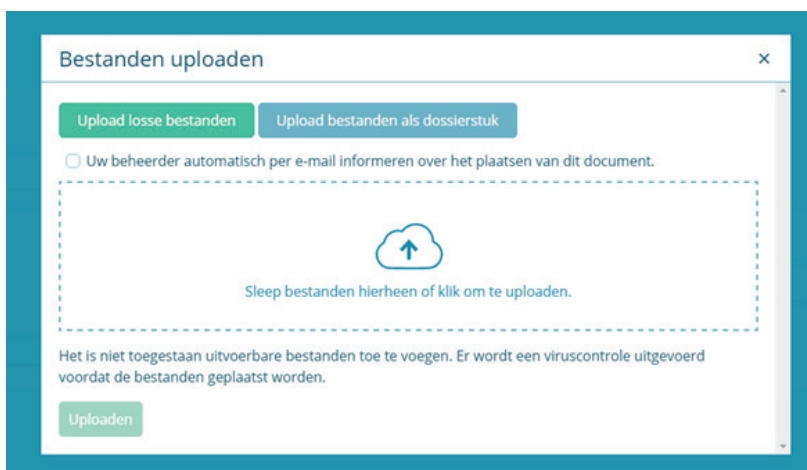 Bestanden uploaden
Upload losse bestanden
Upload bestanden als dossierstuk
Uw beheerder automatisch per e-mail informeren over het plaatsen van dit document.
Sleep bestanden hierheen of klik om te uploaden.
Het is niet toegestaan uitvoerbare bestanden toe te voegen. Er wordt een viruscontrole uitgevoerd
voordat de bestanden geplaatst worden.
Uploaden